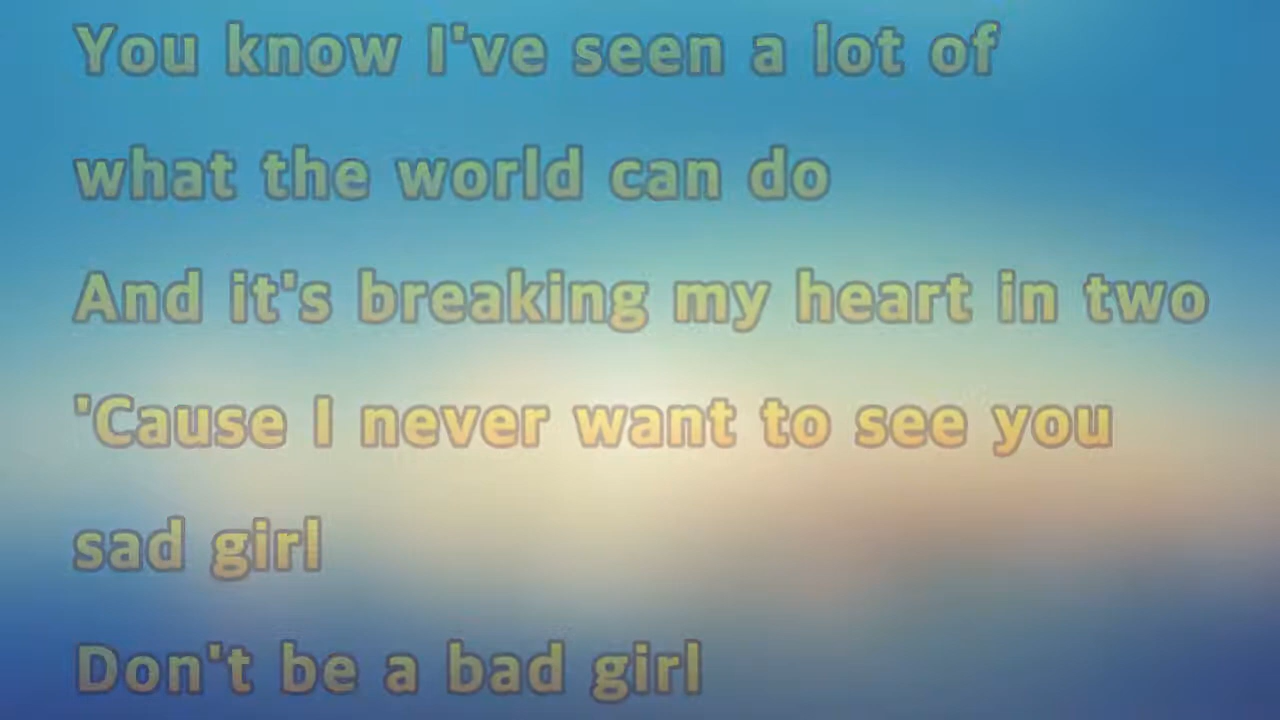 You know I've seen a lot of
what the world can do
And it's breaking my heart in two
'Cause I never want to see you
sad girl
Don't be a bad girl